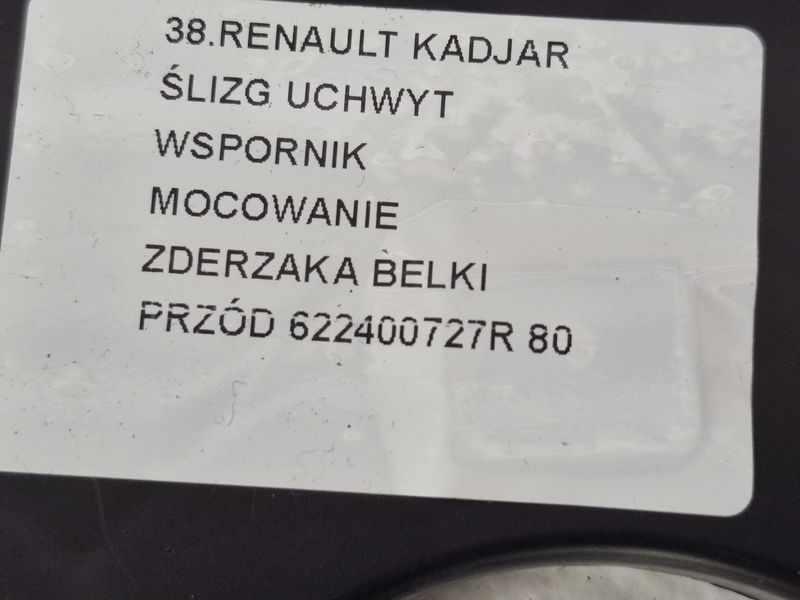 38.RENAULT KADJAR
ŚLIZG UCHWYT
WSPORNIK
MOCOWANIE
ZDERZAKA BELKI
PRZÓD 622400727R 80